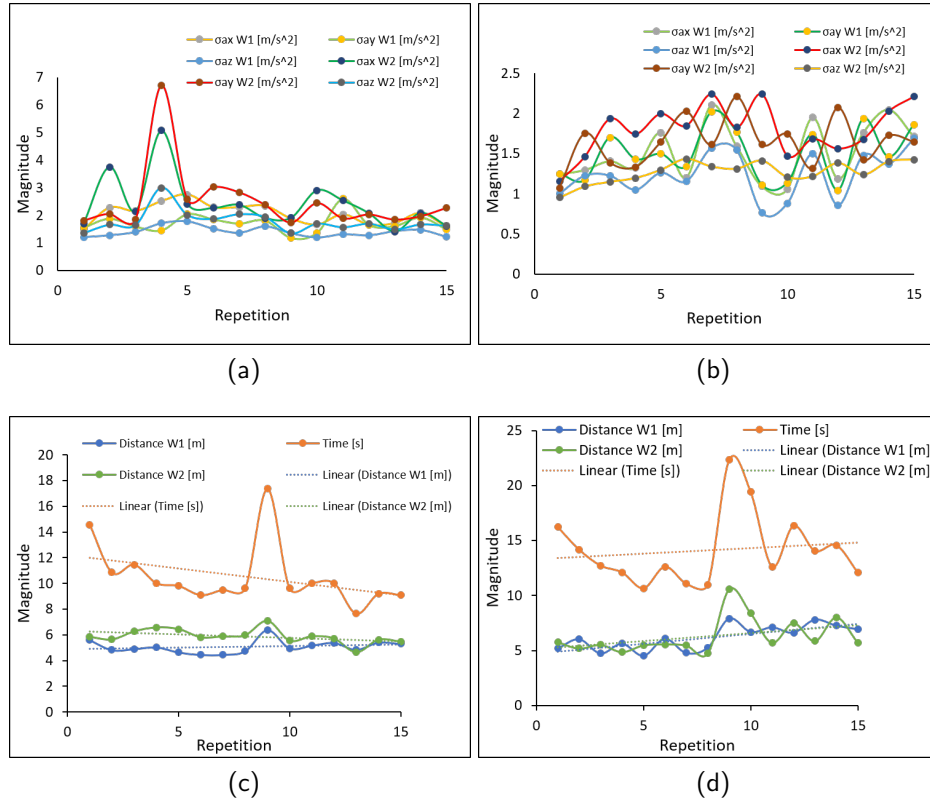 σax W1 [m/s^2] σay W1 [m/s^2]
σaz W1 [m/s^2] σax W2 [m/s^2]
σay W2 [m/s^2] σaz W2 [m/s^2]
7
6
5
4
3
2
1
0
Magnitude
0 5 10 15
Repetition
(a)
σax W1 [m/s^2] σay W1 [m/s^2]
σaz W1 [m/s^2] σax W2 [m/s^2]
σay W2 [m/s^2] σaz W2 [m/s^2]
2.5
2
1.5
1
0.5
0
Magnitude
0 5 10 15
Repetition
(b)
Distance W1 [m] Time [s]
Distance W2 [m] Linear (Distance W1 [m])
Linear (Time [s]) Linear (Distance W2 [m])
20
18
16
14
12
10
8
6
4
2
0
Magnitude
0 5 10 15
Repetition
(c)
Distance W1 [m] Time [s]
Distance W2 [m] Linear (Distance W1 [m])
Linear (Time [s]) Linear (Distance W2 [m])
25
20
15
10
5
0
Magnitude
0 5 10 15
Repetition
(d)